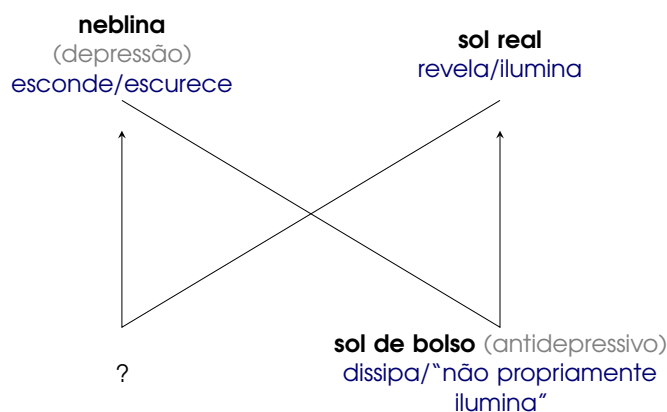 neblina
(depressão)
esconde/escurece
sol real
revela/ilumina
?
sol de bolso (antidepressivo)
dissipa/“não propriamente
ilumina”